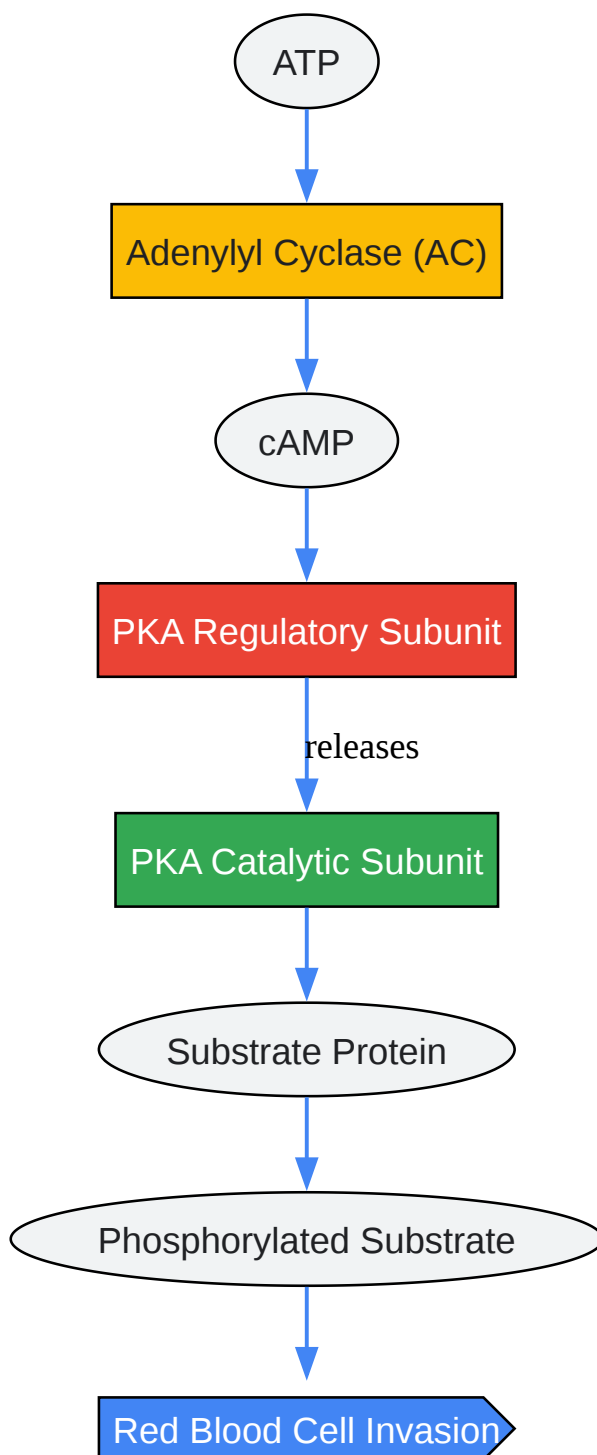 ATP
Adenylyl Cyclase (AC)
cAMP
PKA Regulatory Subunit
releases
PKA Catalytic Subunit
Substrate Protein
Phosphorylated Substrate
Red Blood Cell Invasion